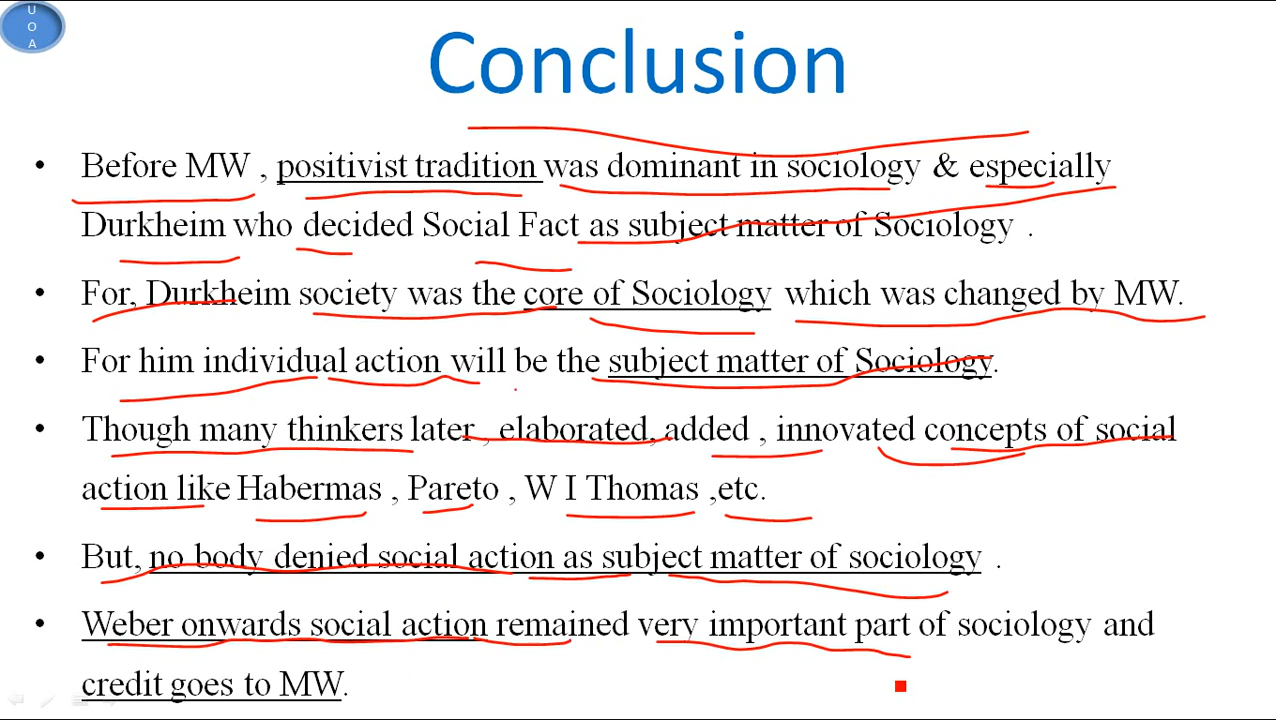 U
O
A
Conclusion
• Before MW , positivist tradition was dominant in sociology & especially
Durkheim who decided Social Fact as subject matter of Sociology .
• For, Durkheim society was the core of Sociology which was changed by MW.
• For him individual action will be the subject matter of Sociology.
• Though many thinkers later , elaborated, added , innovated concepts of social
action like Habermas , Pareto , W I Thomas ,etc.
• But, no body denied social action as subject matter of sociology .
• Weber onwards social action remained very important part of sociology and
credit goes to MW.